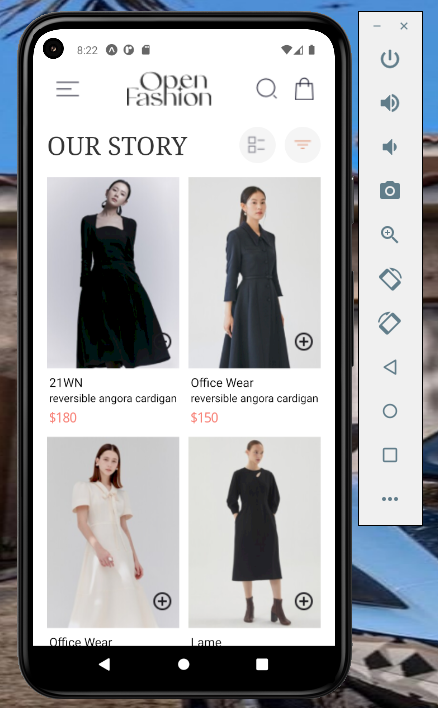 8:22
Open
Fashion
OUR STORY
21WN
reversible angora cardigan
$180
Office Wear
reversible angora cardigan
$150
Office Wear
Lame